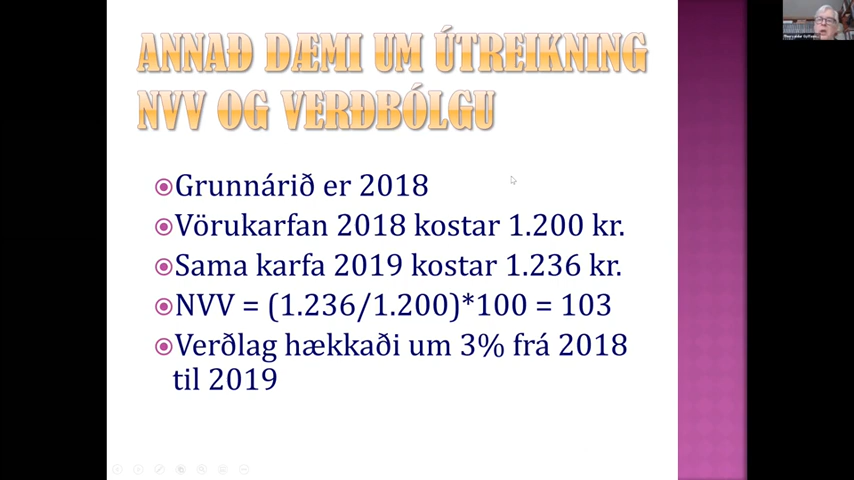 ANNAÐ DÆMI UM ÚTREIKNING
NVV OG VERÐBÓLGU
Grunnárið er 2018
Vörukarfan 2018 kostar 1.200 kr.
Sama karfa 2019 kostar 1.236 kr.
NVV = (1.236/1.200)*100 = 103
Verðlag hækkaði um 3% frá 2018
til 2019